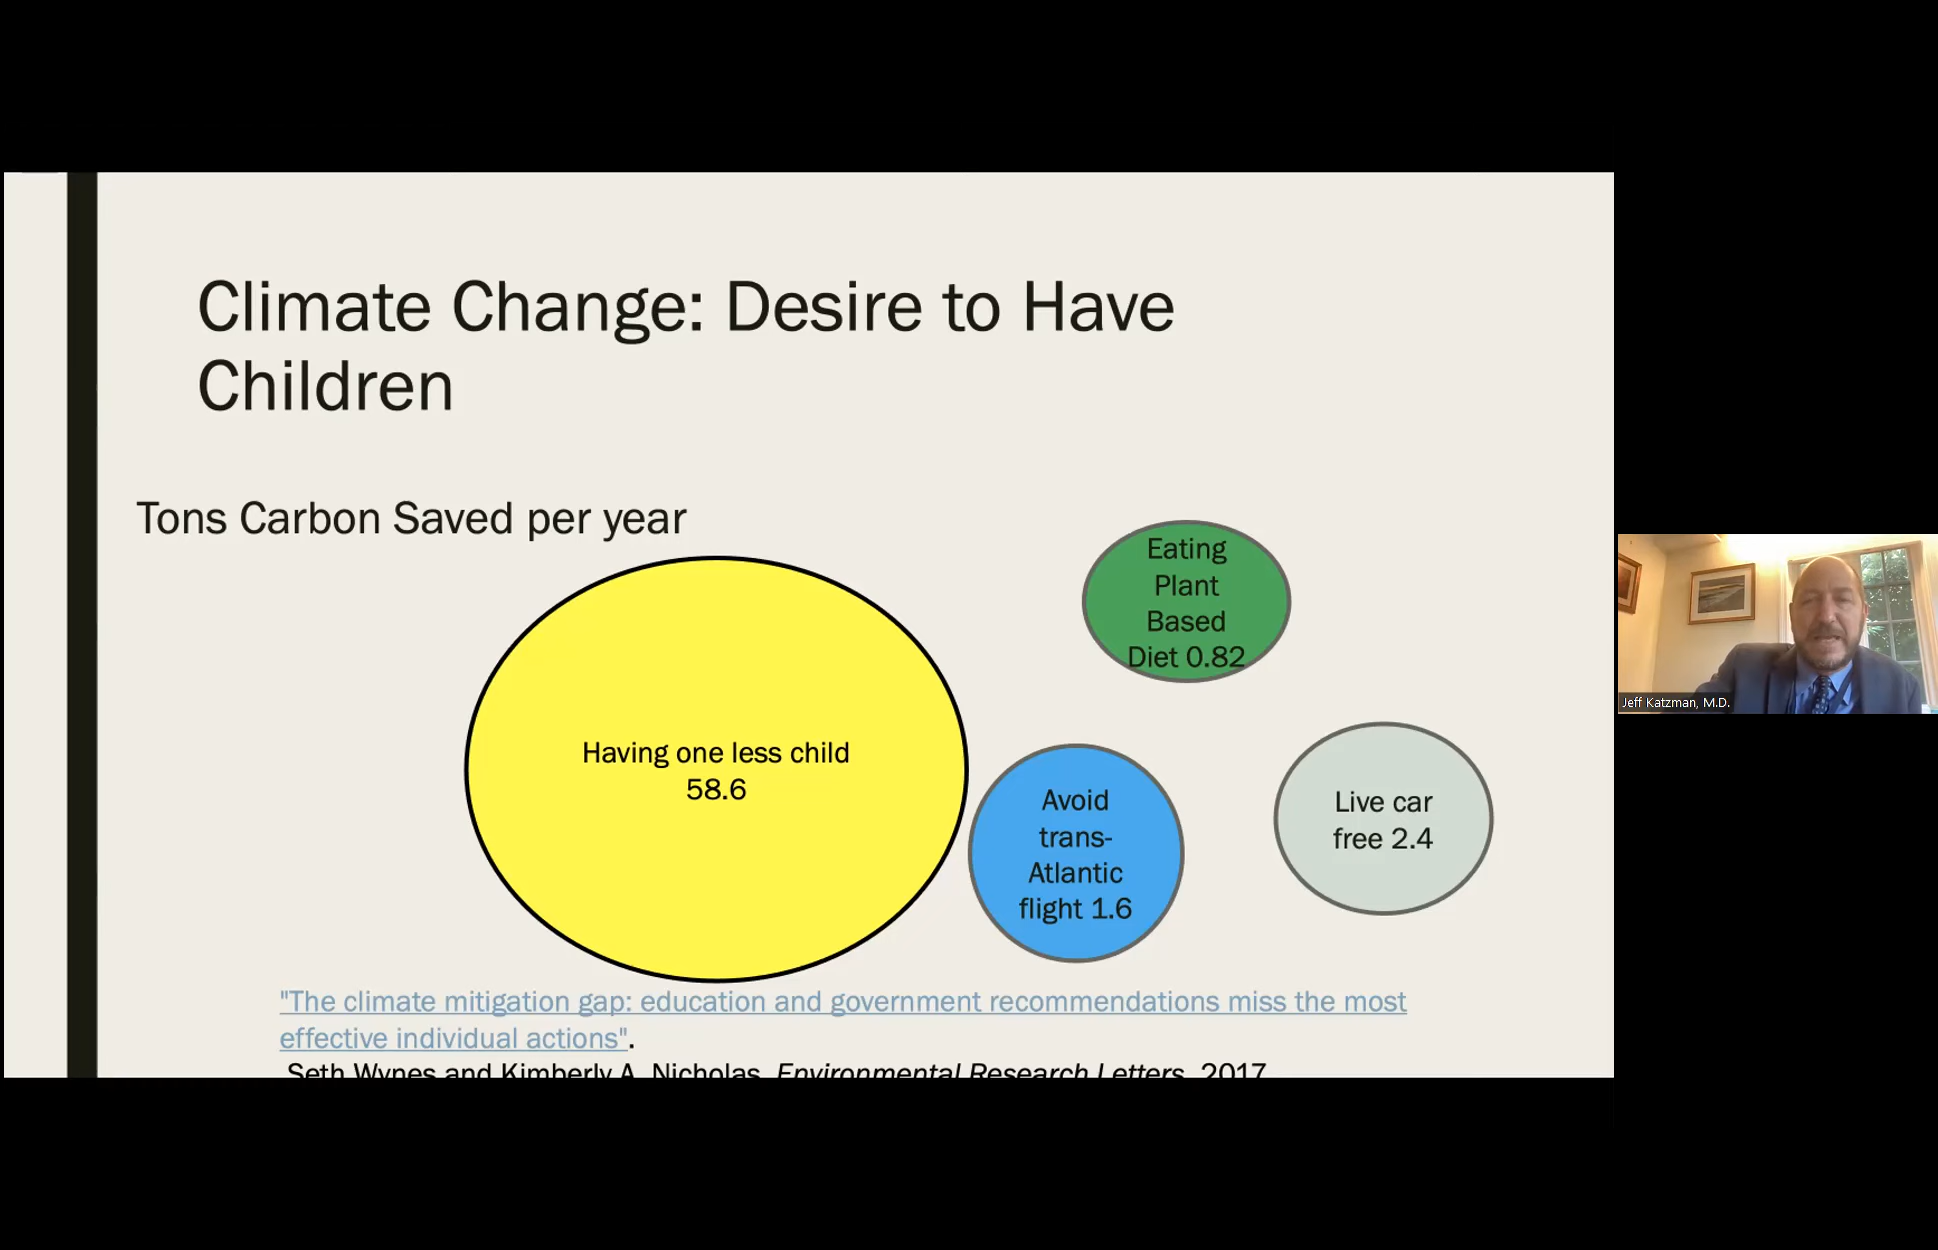 Climate Change: Desire to Have
Children
Tons Carbon Saved per year
Eating
Plant
Based
Diet 0.82
Having one less child
58.6
Avoid
trans-
Atlantic
flight 1.6
Live car
free 2.4
"The climate mitigation gap: education and government recommendations miss the most
effective individual actions".
Seth Wynes and Kimberly A. Nicholas, Environmental Research Letters, 2017
Jeff Katzman, M.D.